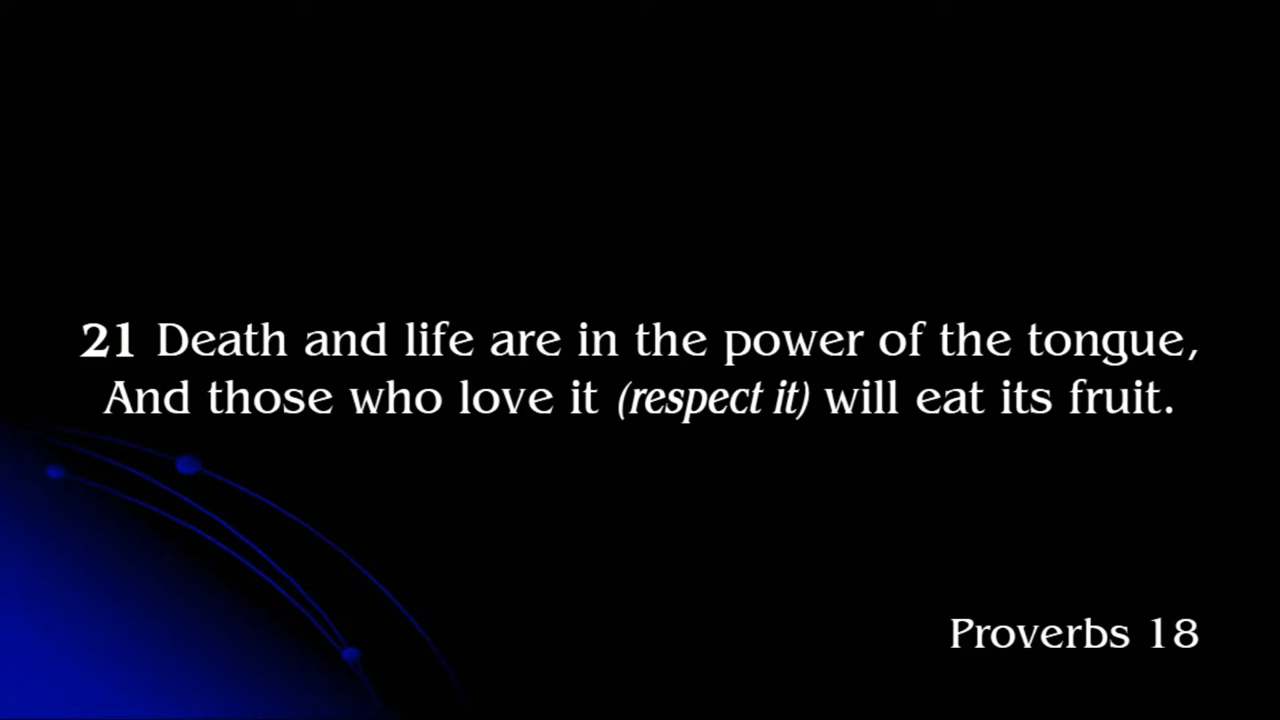 21 Death and life are in the power of the tongue,
And those who love it (respect it) will eat its fruit.
Proverbs 18